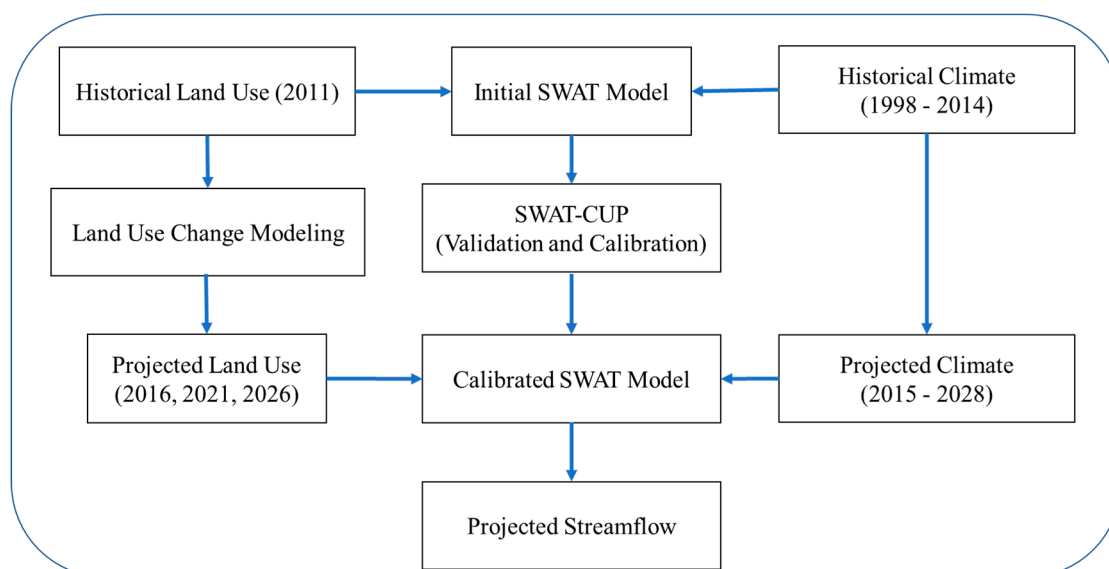 Historical Land Use (2011)
Initial SWAT Model
Historical Climate
(1998 - 2014)
Land Use Change Modeling
SWAT-CUP
(Validation and Calibration)
Projected Land Use
(2016, 2021, 2026)
Calibrated SWAT Model
Projected Climate
(2015 - 2028)
Projected Streamflow